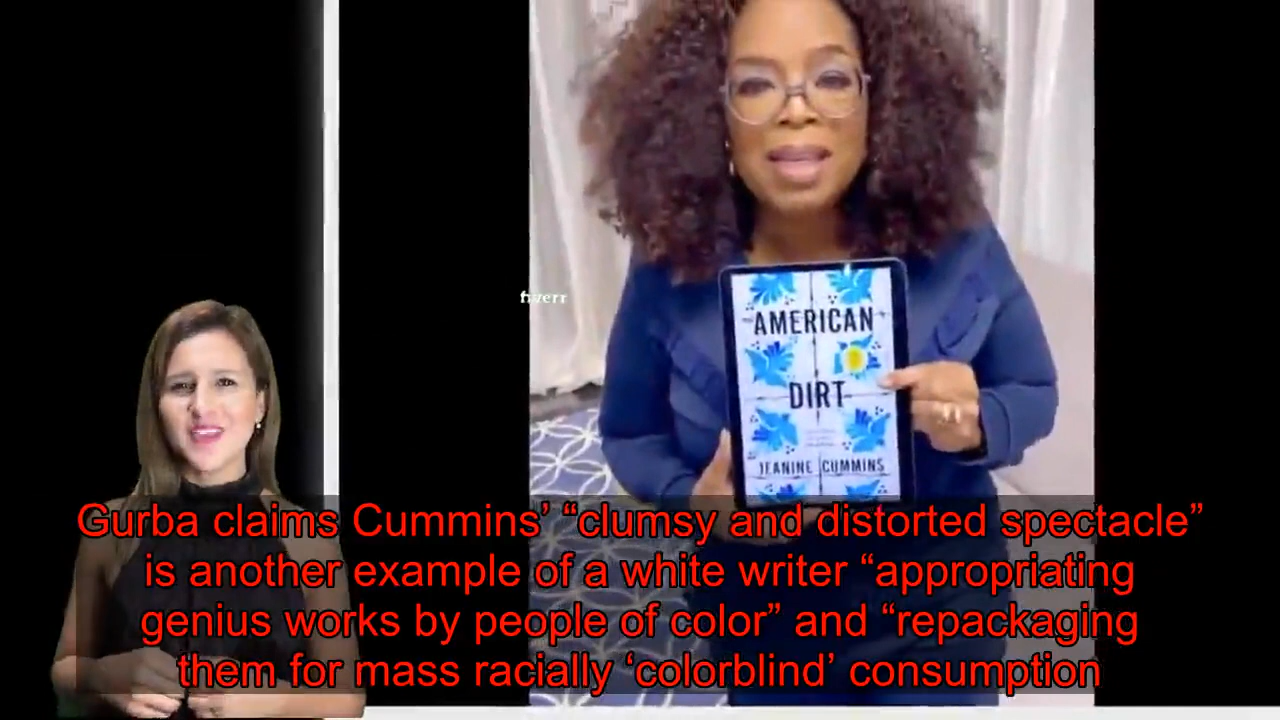 fiverr
AMERICAN
DIRT
JEANINE CUMMINS
Gurba claims Cummins’ “clumsy and distorted spectacle”
is another example of a white writer “appropriating
genius works by people of color” and “repackaging
them for mass racially ‘colorblind’ consumption